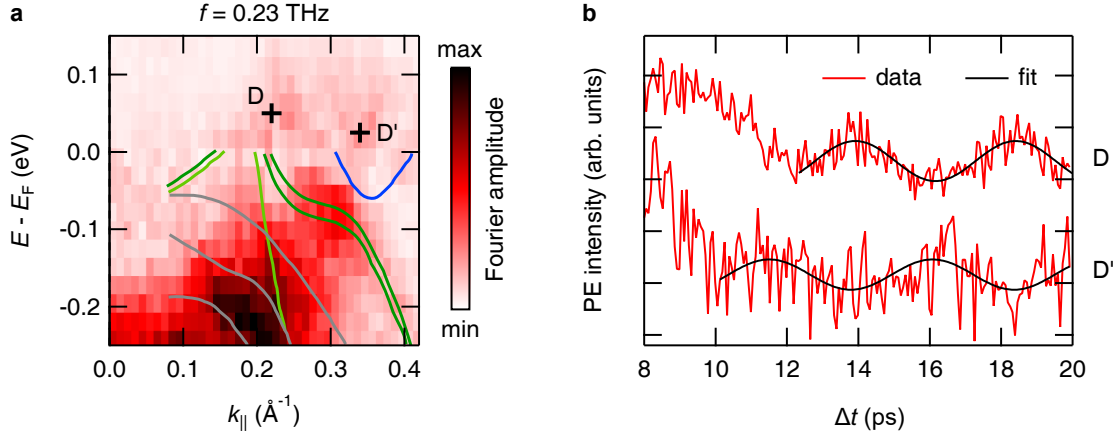 a
f = 0.23 THz
0.1
0.0
-0.1
-0.2
E - E_F (eV)
D
D'
0.0
0.1
0.2
0.3
0.4
k_|| (Å⁻¹)
max
Fourier amplitude
min
b
PE intensity (arb. units)
data
fit
D
D'
8
10
12
14
16
18
20
Δt (ps)